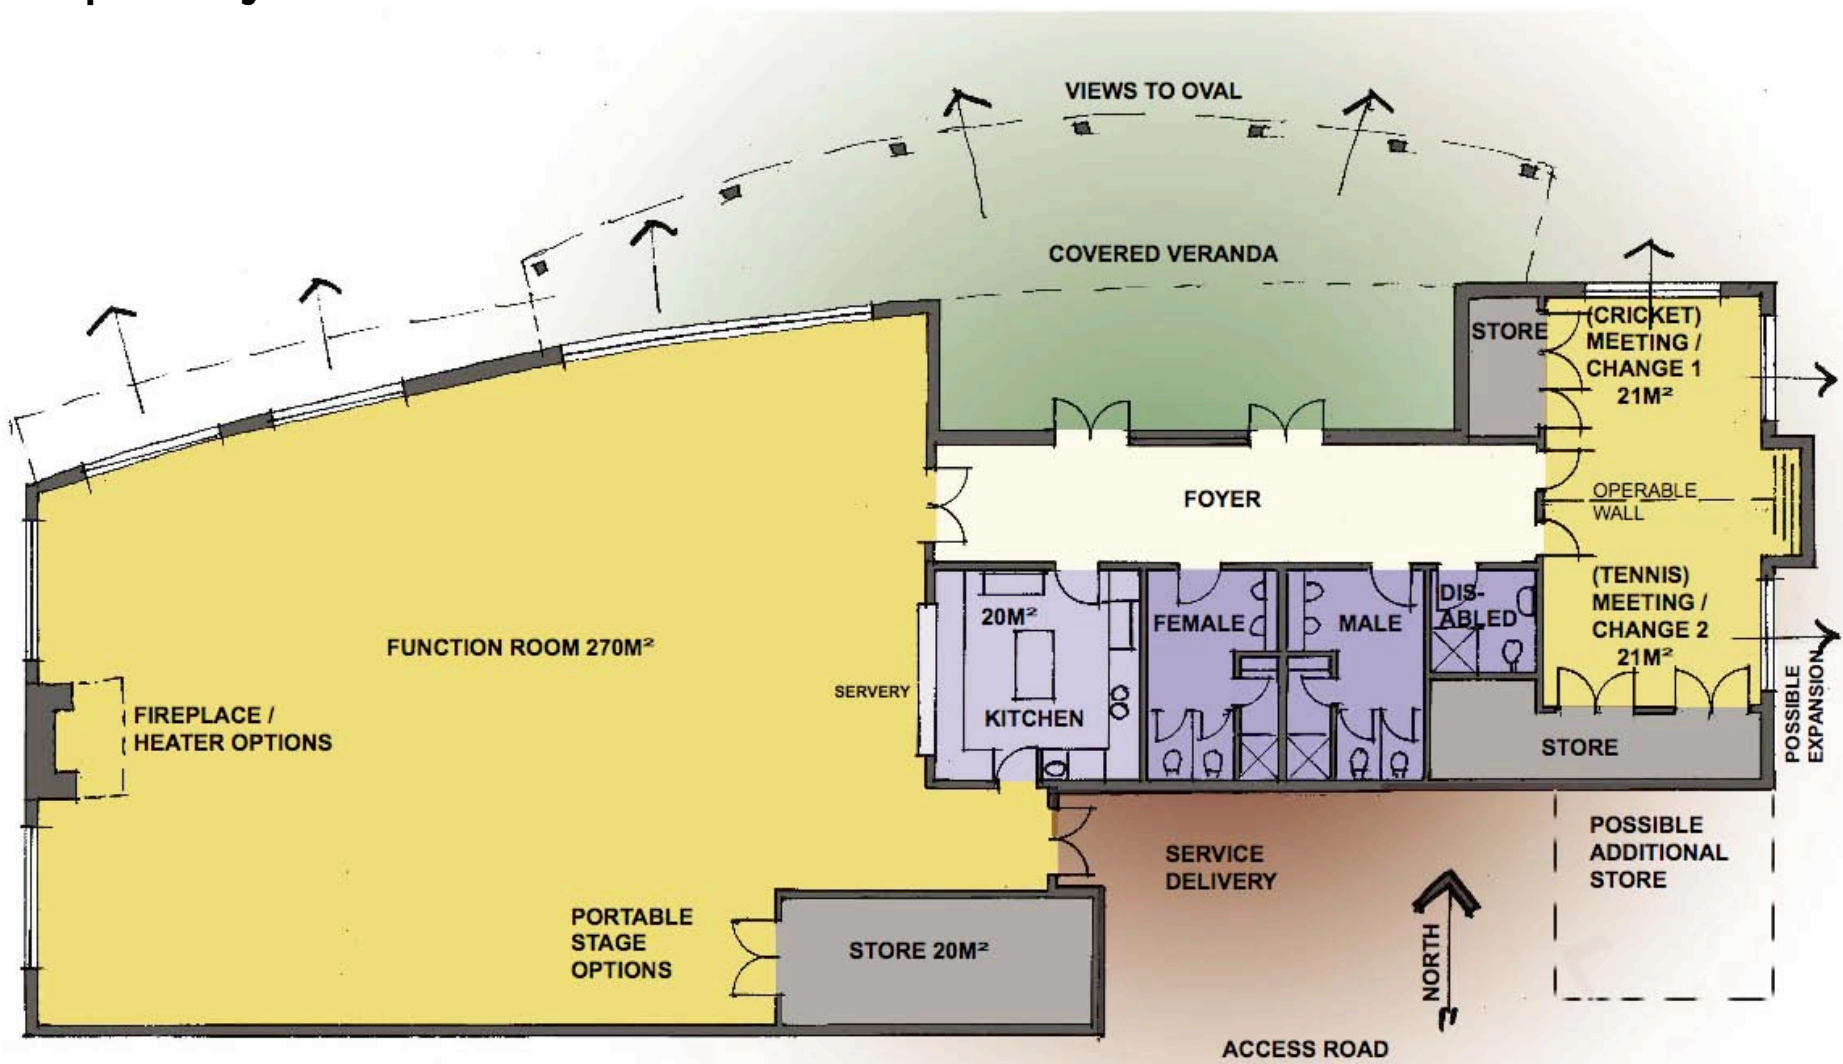 VIEWS TO OVAL
COVERED VERANDA
STORE
(CRICKET)
MEETING /
CHANGE 1
21M²
FOYER
OPERABLE
WALL
(TENNIS)
MEETING /
CHANGE 2
21M²
20M²
FEMALE
MALE
DIS-
ABLED
FUNCTION ROOM 270M²
SERVERY
KITCHEN
FIREPLACE /
HEATER OPTIONS
STORE
POSSIBLE
EXPANSION
SERVICE
DELIVERY
POSSIBLE
ADDITIONAL
STORE
PORTABLE
STAGE
OPTIONS
STORE 20M²
NORTH
ACCESS ROAD